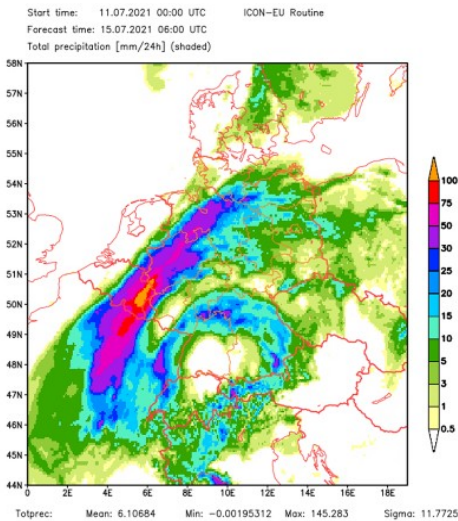 Start time: 11.07.2021 00:00 UTC ICON-EU Routine
Forecast time: 15.07.2021 06:00 UTC
Total precipitation [mm/24h] (shaded)
58N
57N
56N
55N
54N
53N
52N
51N
50N
49N
48N
47N
46N
45N
44N
0 2E 4E 6E 8E 10E 12E 14E 16E 18E
100
75
50
30
25
20
15
10
5
3
1
0.5
Totprec: Mean: 6.10684 Min: -0.00195312 Max: 145.283 Sigma: 11.7725